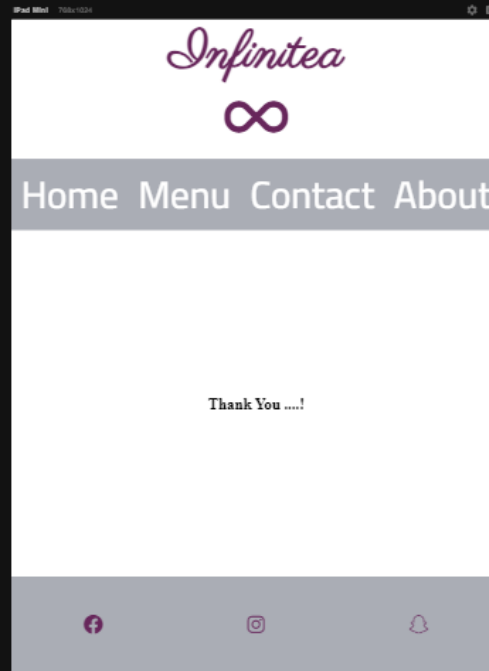 iPad Mini 768x1024
Infinitea
Home Menu Contact About
Thank You ....!